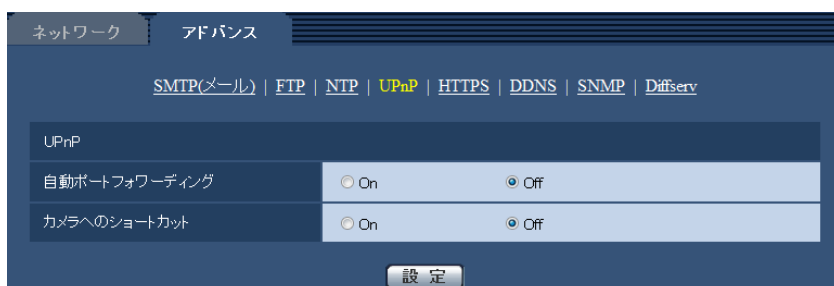 ネットワーク アドバンス
SMTP(メール) | FTP | NTP | UPnP | HTTPS | DDNS | SNMP | Diffserv
UPnP
自動ポートフォワーディング On Off
カメラへのショートカット On Off
設 定